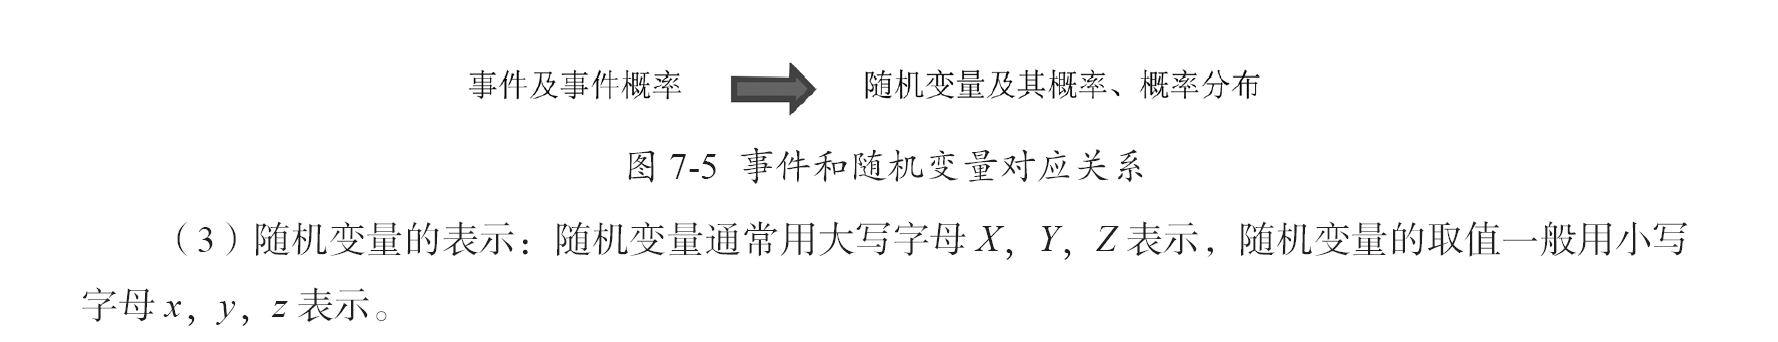 事件及事件概率 随机变量及其概率、概率分布
图 7-5 事件和随机变量对应关系
（3）随机变量的表示：随机变量通常用大写字母 X，Y，Z 表示，随机变量的取值一般用小写
字母 x，y，z 表示。